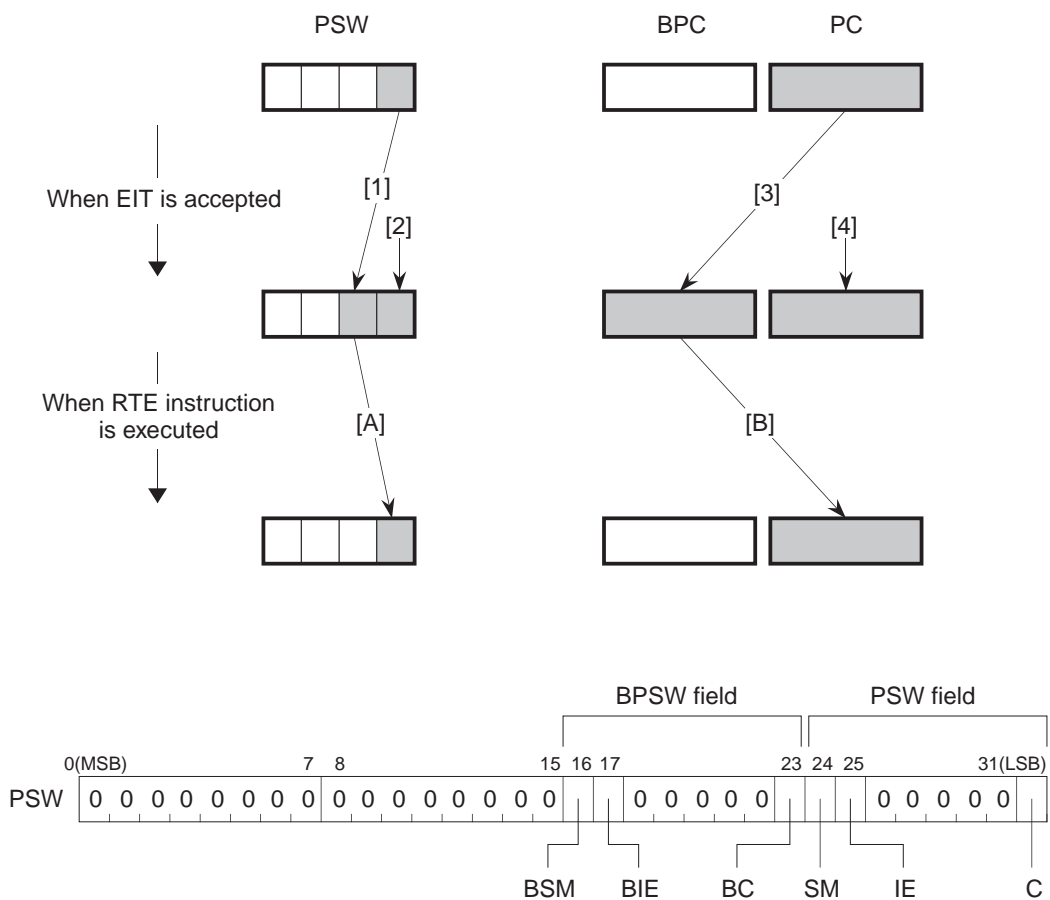 PSW BPC PC
[1]
When EIT is accepted
[3]
[2] [4]
When RTE instruction
is executed
[A] [B]
BPSW field PSW field
0(MSB) 7 8 15 16 17 23 24 25 31(LSB)
PSW 0 0 0 0 0 0 0 0 0 0 0 0 0 0 0 0 0 0 0 0 0 0 0 0 0 0
BSM BIE BC SM IE C